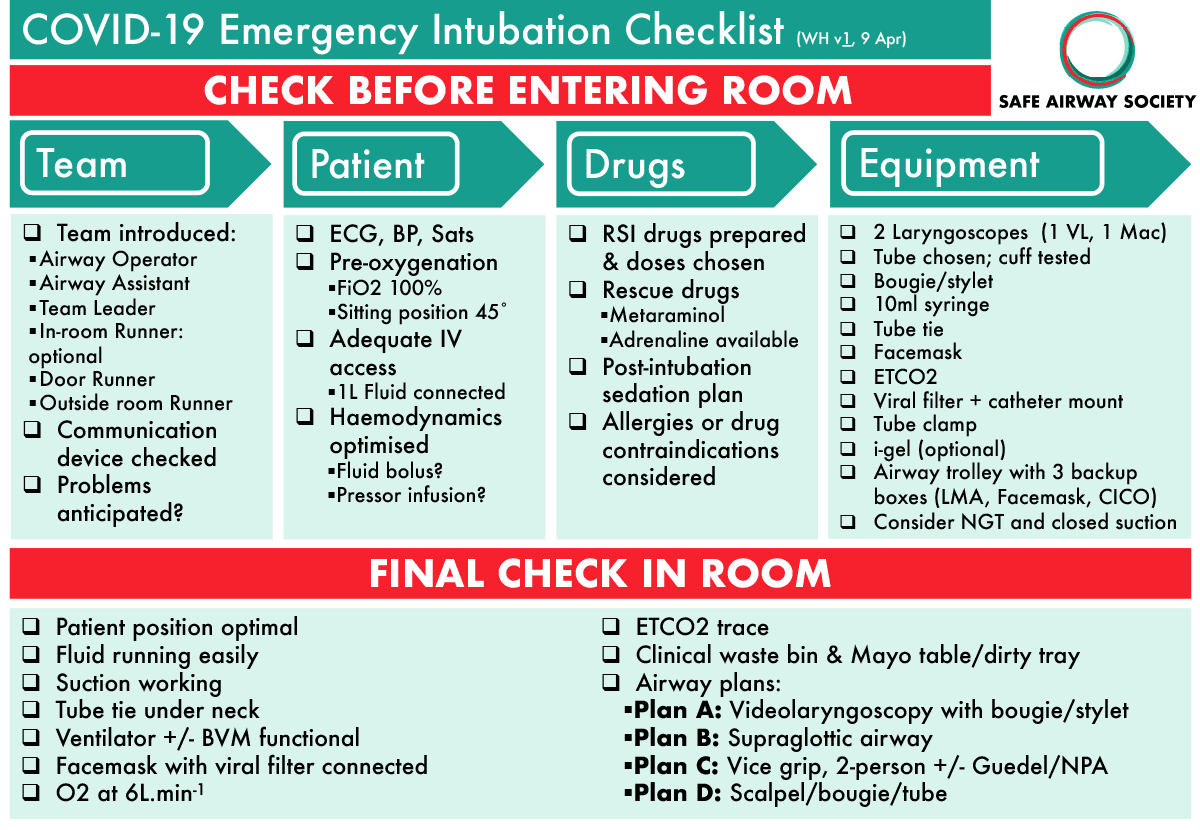 COVID-19 Emergency Intubation Checklist (WH v1, 9 Apr)
SAFE AIRWAY SOCIETY
CHECK BEFORE ENTERING ROOM
Team
❑ Team introduced:
▪Airway Operator
▪Airway Assistant
▪Team Leader
▪In-room Runner:
optional
▪Door Runner
▪Outside room Runner
❑ Communication
device checked
❑ Problems
anticipated?
Patient
❑ ECG, BP, Sats
❑ Pre-oxygenation
▪FiO2 100%
▪Sitting position 45°
❑ Adequate IV
access
▪1L Fluid connected
❑ Haemodynamics
optimised
▪Fluid bolus?
▪Pressor infusion?
Drugs
❑ RSI drugs prepared
& doses chosen
❑ Rescue drugs
▪Metaraminol
▪Adrenaline available
❑ Post-intubation
sedation plan
❑ Allergies or drug
contraindications
considered
Equipment
❑ 2 Laryngoscopes (1 VL, 1 Mac)
❑ Tube chosen; cuff tested
❑ Bougie/stylet
❑ 10ml syringe
❑ Tube tie
❑ Facemask
❑ ETCO2
❑ Viral filter + catheter mount
❑ Tube clamp
❑ i-gel (optional)
❑ Airway trolley with 3 backup
boxes (LMA, Facemask, CICO)
❑ Consider NGT and closed suction
FINAL CHECK IN ROOM
❑ Patient position optimal
❑ Fluid running easily
❑ Suction working
❑ Tube tie under neck
❑ Ventilator +/- BVM functional
❑ Facemask with viral filter connected
❑ O2 at 6L.min-1
❑ ETCO2 trace
❑ Clinical waste bin & Mayo table/dirty tray
❑ Airway plans:
▪Plan A: Videolaryngoscopy with bougie/stylet
▪Plan B: Supraglottic airway
▪Plan C: Vice grip, 2-person +/- Guedel/NPA
▪Plan D: Scalpel/bougie/tube